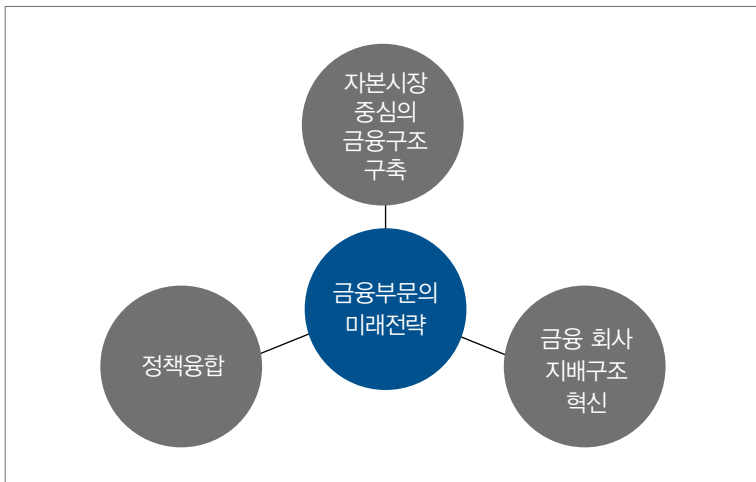 자본시장
중심의
금융구조
구축
금융부문의
미래전략
정책융합
금융 회사
지배구조
혁신